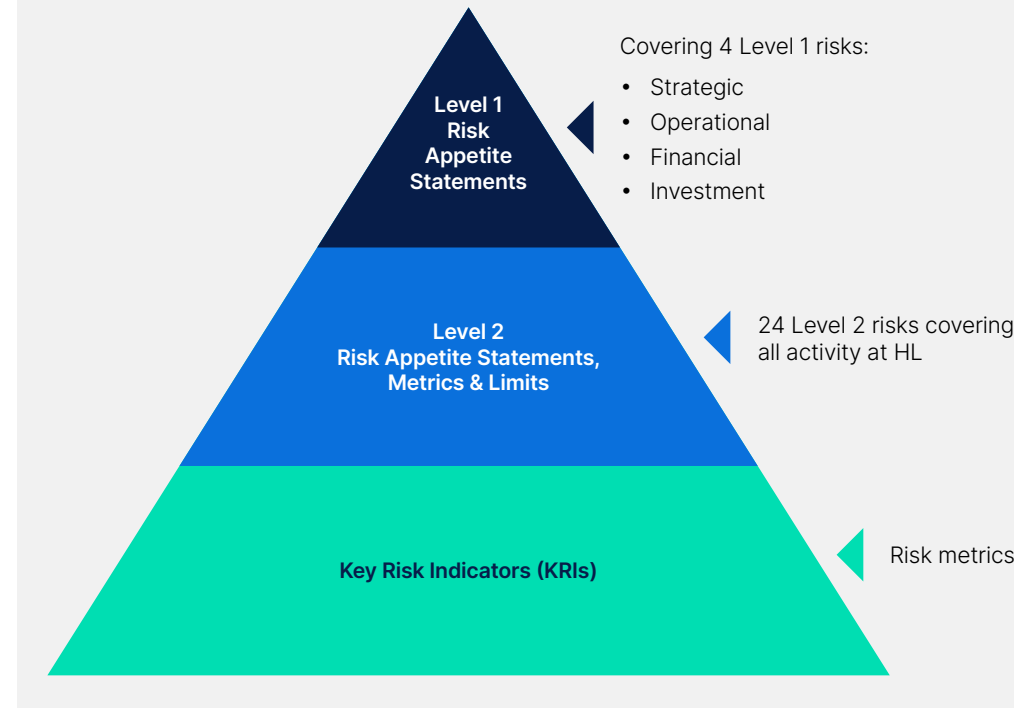 Level 1
Risk
Appetite
Statements
Covering 4 Level 1 risks:
• Strategic
• Operational
• Financial
• Investment
Level 2
Risk Appetite Statements,
Metrics & Limits
24 Level 2 risks covering
all activity at HL
Key Risk Indicators (KRIs)
Risk metrics